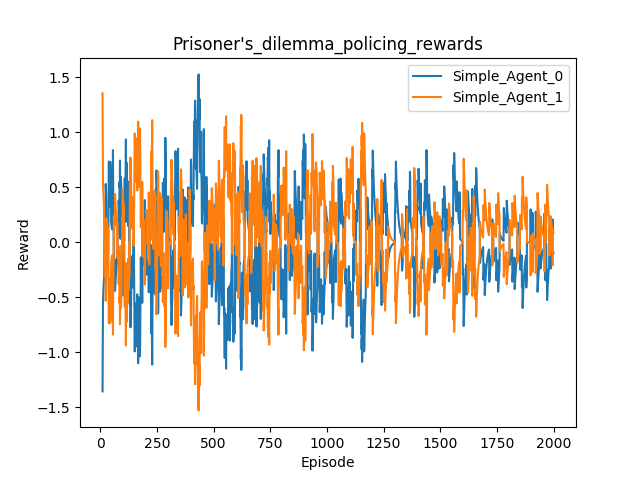 Prisoner's_dilemma_policing_rewards
Simple_Agent_0
Simple_Agent_1
1.5
1.0
0.5
0.0
−0.5
−1.0
−1.5
Reward
0 250 500 750 1000 1250 1500 1750 2000
Episode